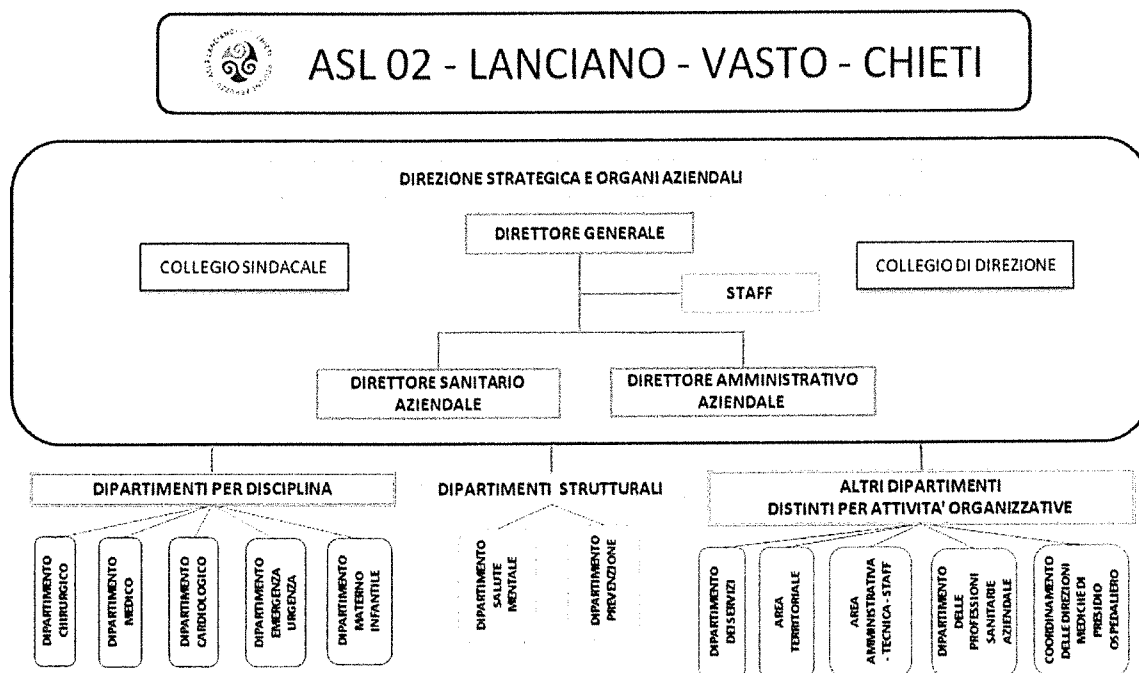 ASL 02 - LANCIANO - VASTO - CHIETI
DIREZIONE STRATEGICA E ORGANI AZIENDALI
DIRETTORE GENERALE
COLLEGIO SINDACALE
COLLEGIO DI DIREZIONE
STAFF
DIRETTORE SANITARIO
AZIENDALE
DIRETTORE AMMINISTRATIVO
AZIENDALE
DIPARTIMENTI PER DISCIPLINA
DIPARTIMENTI STRUTTURALI
ALTRI DIPARTIMENTI
DISTINTI PER ATTIVITA' ORGANIZZATIVE
DIPARTIMENTO
CHIRURGICO
DIPARTIMENTO
MEDICO
DIPARTIMENTO
CARDIOLOGICO
DIPARTIMENTO
EMERGENZA
URGENZA
DIPARTIMENTO
MATERNO
INFANTILE
DIPARTIMENTO
SALUTE
MENTALE
DIPARTIMENTO
PREVENZIONE
DIPARTIMENTO
DEI SERVIZI
AREA
TERRITORIALE
AREA
AMMINISTRATIVA
- TECNICA - STAFF
DIPARTIMENTO
DELLE
PROFESSIONI
SANITARIE
AZIENDALE
COORDINAMENTO
DELLE DIREZIONI
MEDICHE DI
PRESIDIO
OSPEDALIERO